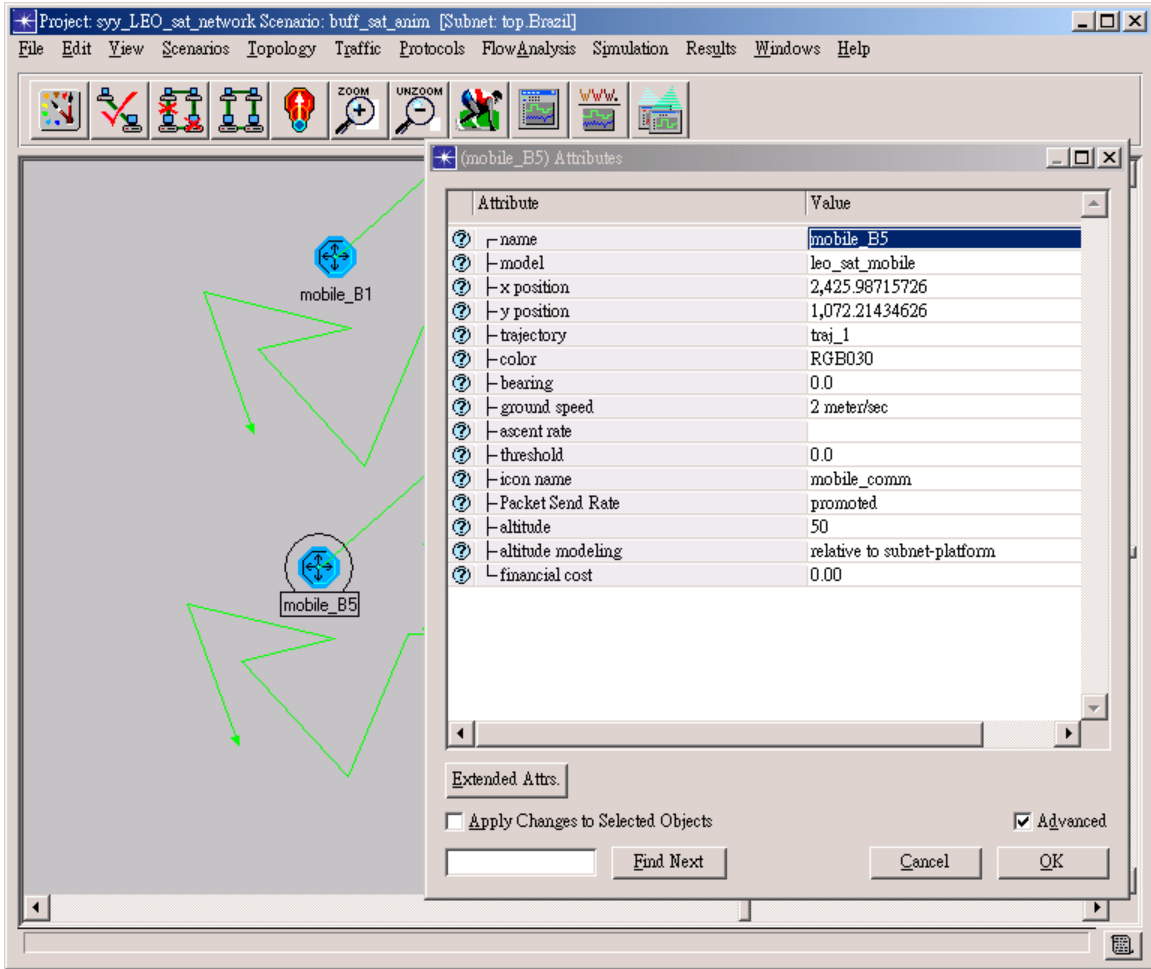 Project: syy_LEO_sat_network Scenario: buff_sat_anim [Subnet: top.Brazil]
File Edit View Scenarios Topology Traffic Protocols FlowAnalysis Simulation Results Windows Help
ZOOM UNZOOM WWW.
(mobile_B5) Attributes
Attribute Value
name mobile_B5
model leo_sat_mobile
x position 2,425.98715726
y position 1,072.21434626
trajectory traj_1
color RGB030
bearing 0.0
ground speed 2 meter/sec
ascent rate
threshold 0.0
icon name mobile_comm
Packet Send Rate promoted
altitude 50
altitude modeling relative to subnet-platform
financial cost 0.00
mobile_B1
mobile_B5
Extended Attrs.
Apply Changes to Selected Objects Advanced
Find Next Cancel OK